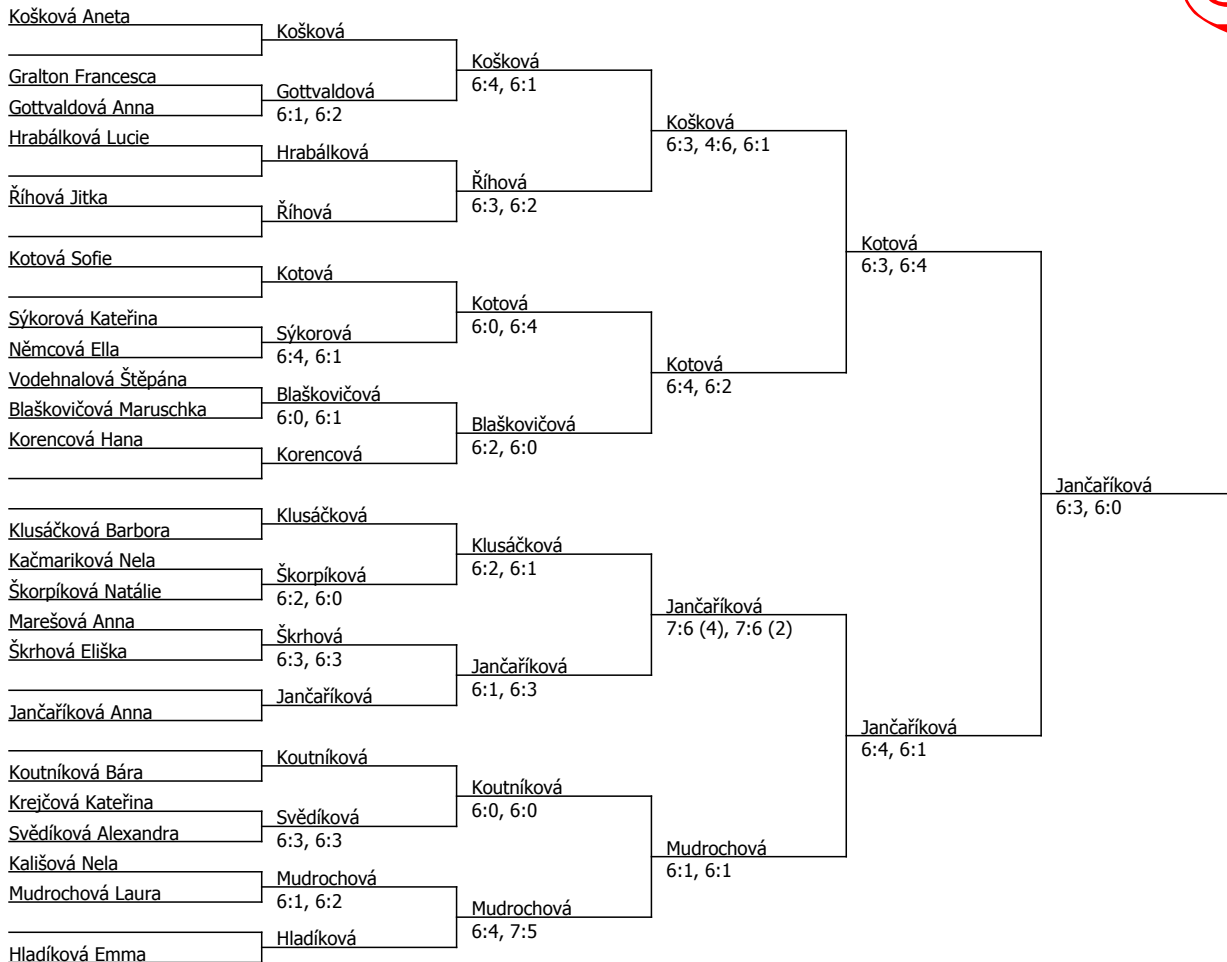 Košková Aneta
Gralton Francesca
Gottvaldová Anna
Hrabálková Lucie
Říhová Jitka
Kotová Sofie
Sýkorová Kateřina
Němcová Ella
Vodehnalová Štěpána
Blaškovičová Maruschka
Korencová Hana
Klusáčková Barbora
Kačmariková Nela
Škorpíková Natálie
Marešová Anna
Škrhová Eliška
Jančaříková Anna
Koutníková Bára
Krejčová Kateřina
Svědíková Alexandra
Kališová Nela
Mudrochová Laura
Hladíková Emma
Košková
Gottvaldová
6:1, 6:2
Hrabálková
Říhová
Kotová
Sýkorová
6:4, 6:1
Blaškovičová
6:0, 6:1
Korencová
Klusáčková
Škorpíková
6:2, 6:0
Škrhová
6:3, 6:3
Jančaříková
Koutníková
Svědíková
6:3, 6:3
Mudrochová
6:1, 6:2
Hladíková
Košková
6:4, 6:1
Říhová
6:3, 6:2
Kotová
6:0, 6:4
Blaškovičová
6:2, 6:0
Klusáčková
6:2, 6:1
Jančaříková
6:1, 6:3
Koutníková
6:0, 6:0
Mudrochová
6:4, 7:5
Košková
6:3, 4:6, 6:1
Kotová
6:4, 6:2
Jančaříková
7:6 (4), 7:6 (2)
Mudrochová
6:1, 6:1
Kotová
6:3, 6:4
Jančaříková
6:4, 6:1
Jančaříková
6:3, 6:0